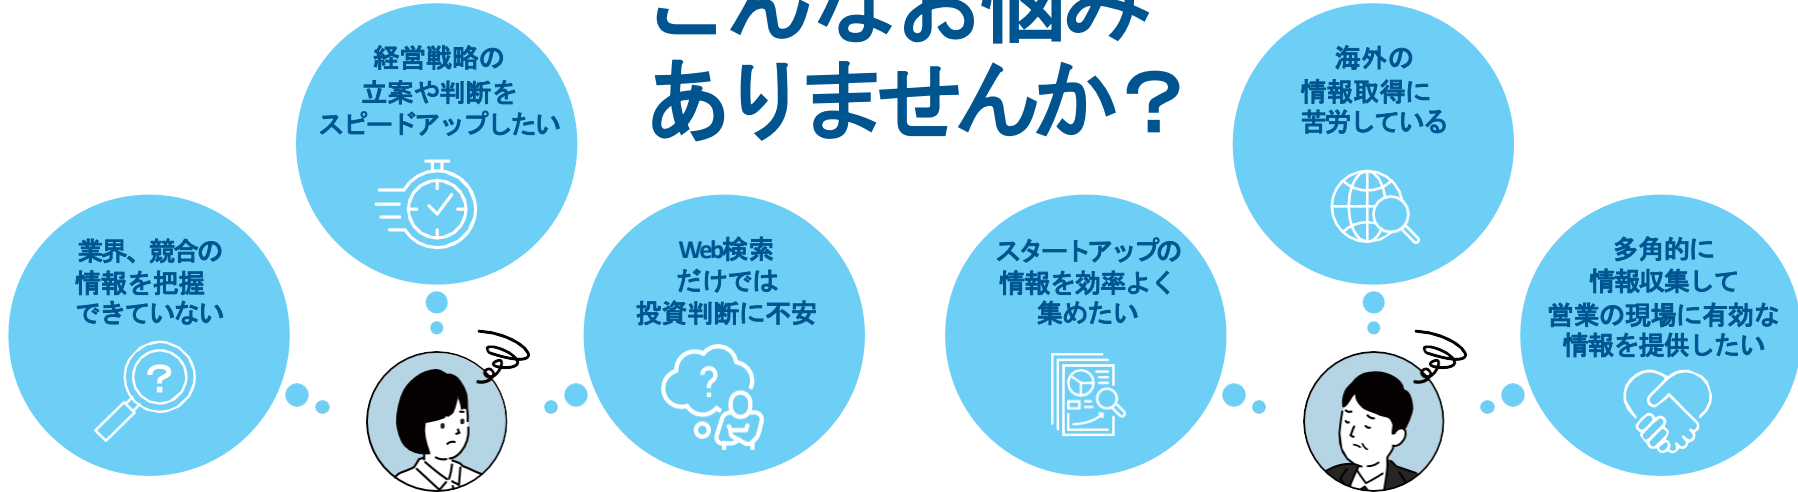 こんなお悩み
ありませんか？
経営戦略の
立案や判断を
スピードアップしたい
海外の
情報取得に
苦労している
業界、競合の
情報を把握
できていない
?
Web検索
だけでは
投資判断に不安
?
スタートアップの
情報を効率よく
集めたい
多角的に
情報収集して
営業の現場に有効な
情報を提供したい